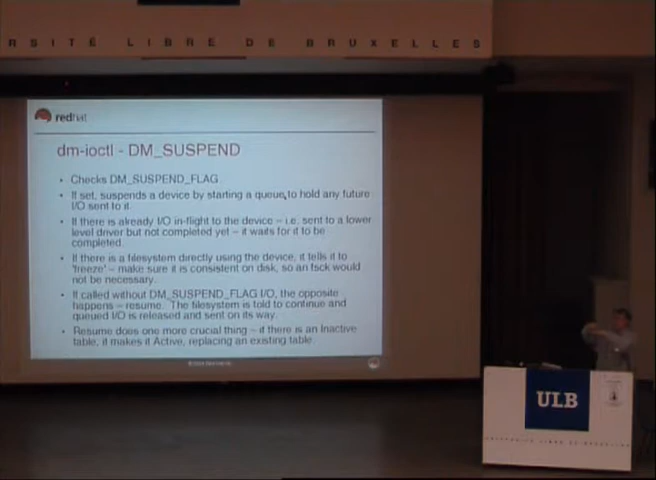 RSITÉ LIBRE DE BRUXELLES
redhat
dm-ioctl - DM_SUSPEND
• Checks DM_SUSPEND_FLAG
• If set, suspends a device by starting a queue, to hold any future
I/O sent to it.
• If there is already I/O in-flight to the device – i.e. sent to a lower
level driver but not completed yet – it waits for it to be
completed.
• If there is a filesystem directly using the device, it tells it to
'freeze' – make sure it is consistent on disk, so an fsck would
not be necessary.
• If called without DM_SUSPEND_FLAG I/O, the opposite
happens – resume. The filesystem is told to continue and
queued I/O is released and sent on its way.
• Resume does one more crucial thing – if there is an Inactive
table, it makes it Active, replacing an existing table.
ULB